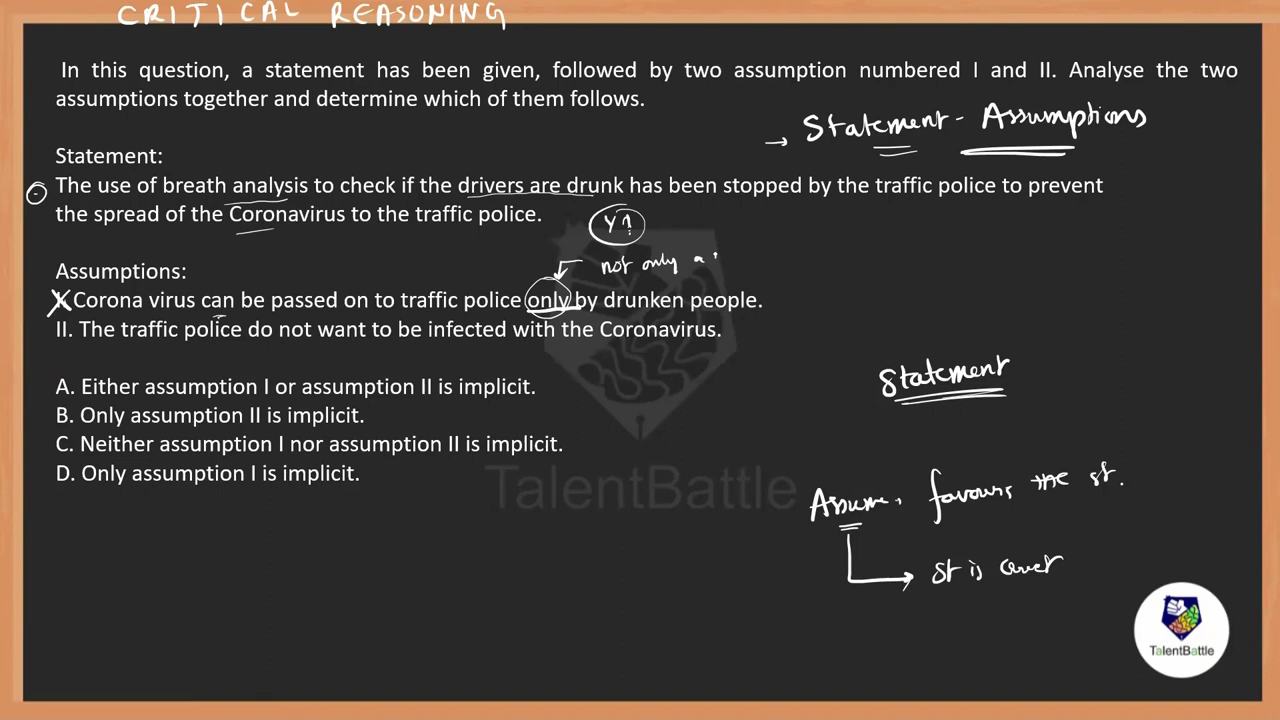 CRITICAL REASONING
In this question, a statement has been given, followed by two assumption numbered I and II. Analyse the two
assumptions together and determine which of them follows.
→ Statement - Assumptions
Statement:
The use of breath analysis to check if the drivers are drunk has been stopped by the traffic police to prevent
the spread of the Coronavirus to the traffic police.
not only
Assumptions:
Corona virus can be passed on to traffic police only by drunken people.
II. The traffic police do not want to be infected with the Coronavirus.
Statement
A. Either assumption I or assumption II is implicit.
B. Only assumption II is implicit.
C. Neither assumption I nor assumption II is implicit.
D. Only assumption I is implicit.
TalentBattle
Assum. favours the st.
St is
TalentBattle